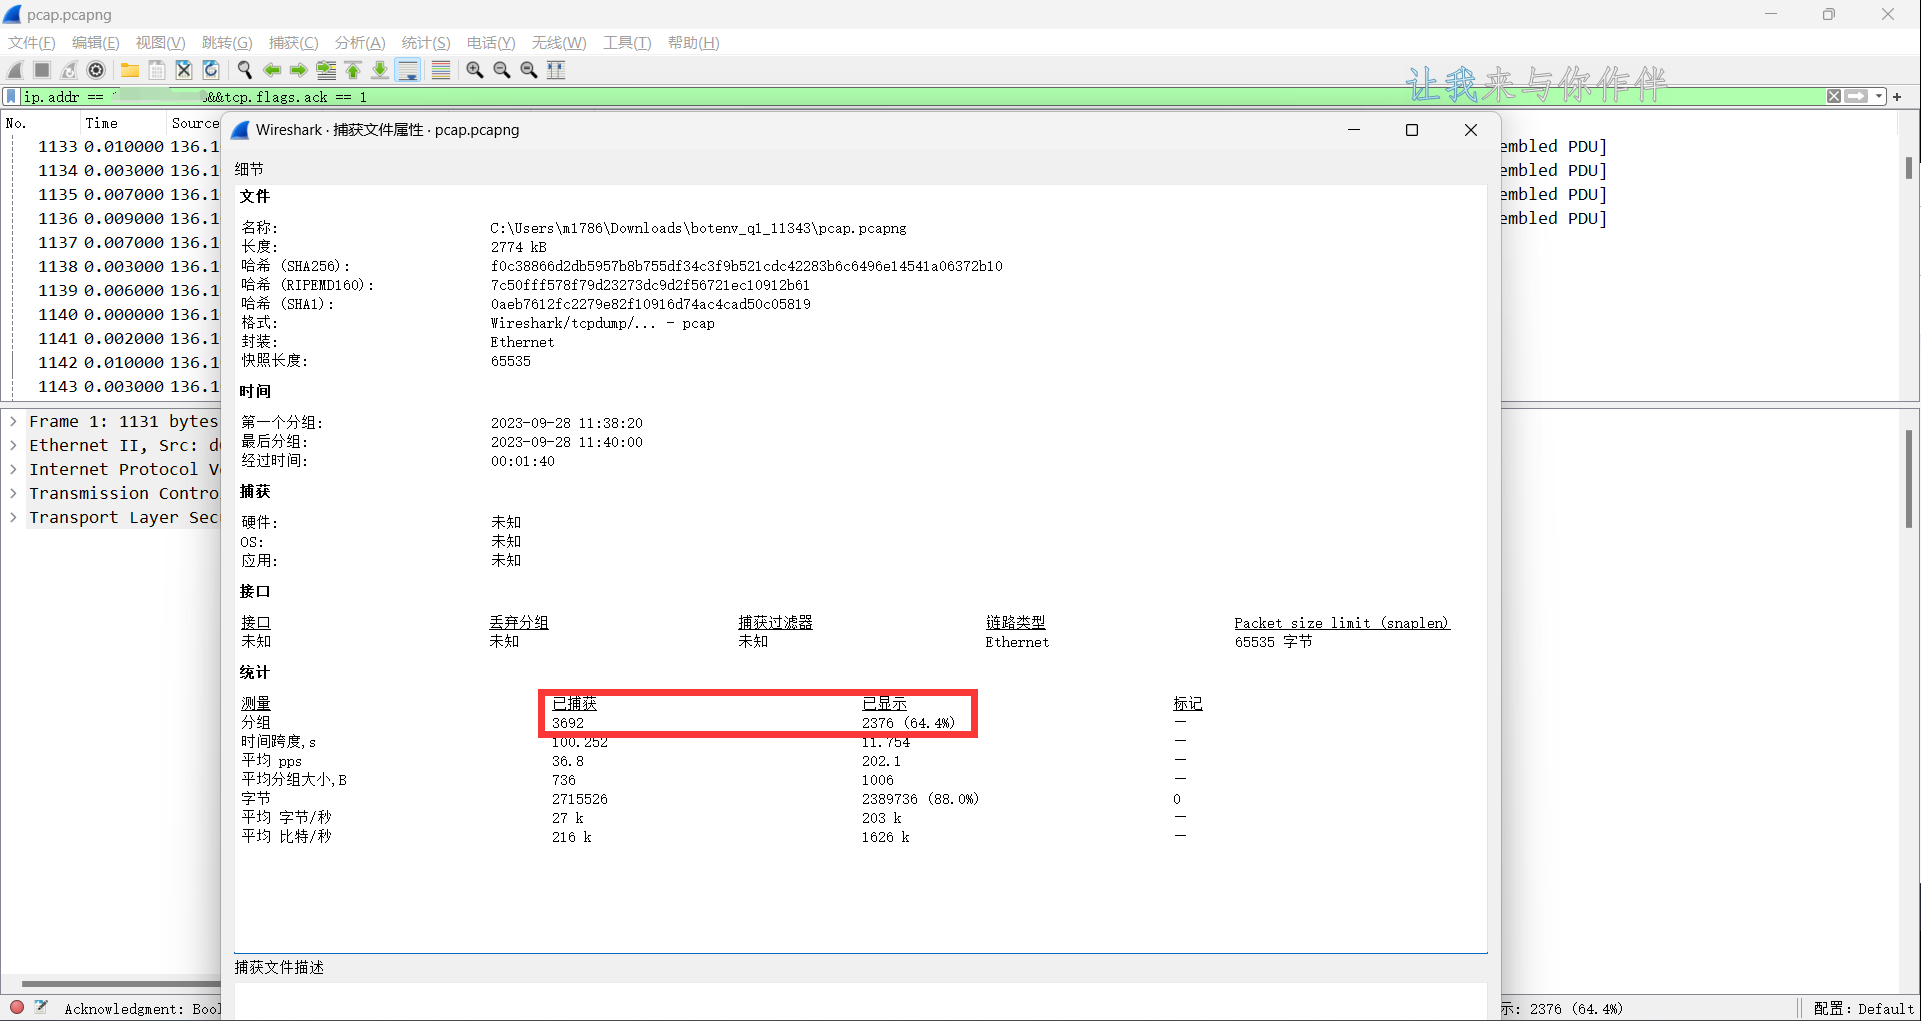 pcap.pcapng
文件(F) 编辑(E) 视图(V) 跳转(G) 捕获(C) 分析(A) 统计(S) 电话(Y) 无线(W) 工具(T) 帮助(H)
让我来与你作伴
ip.addr == &&tcp.flags.ack == 1
No. Time Source
1133 0.010000 136.1 embled PDU]
1134 0.003000 136.1 embled PDU]
1135 0.007000 136.1 embled PDU]
1136 0.009000 136.1 embled PDU]
1137 0.007000 136.1
1138 0.003000 136.1
1139 0.006000 136.1
1140 0.000000 136.1
1141 0.002000 136.1
1142 0.010000 136.1
1143 0.003000 136.1
Frame 1: 1131 bytes
Ethernet II, Src: d
Internet Protocol V
Transmission Contro
Transport Layer Sec
Wireshark · 捕获文件属性 · pcap.pcapng
细节
文件
名称: C:\Users\m1786\Downloads\botenv_q1_11343\pcap.pcapng
长度: 2774 kB
哈希 (SHA256): f0c38866d2db5957b8b755df34c3f9b521cdc42283b6c6496e14541a06372b10
哈希 (RIPEMD160): 7c50fff578f79d23273dc9d2f56721ec10912b61
哈希 (SHA1): 0aeb7612fc2279e82f10916d74ac4cad50c05819
格式: Wireshark/tcpdump/... - pcap
封装: Ethernet
快照长度: 65535
时间
第一个分组: 2023-09-28 11:38:20
最后分组: 2023-09-28 11:40:00
经过时间: 00:01:40
捕获
硬件: 未知
OS: 未知
应用: 未知
接口
接口 丢弃分组 捕获过滤器 链路类型 Packet size limit (snaplen)
未知 未知 未知 Ethernet 65535 字节
统计
测量 已捕获 已显示 标记
分组 3692 2376 (64.4%) —
时间跨度,s 100.252 11.754 —
平均 pps 36.8 202.1 —
平均分组大小,B 736 1006 —
字节 2715526 2389736 (88.0%) 0
平均 字节/秒 27 k 203 k —
平均 比特/秒 216 k 1626 k —
捕获文件描述
Acknowledgment: Bool 示: 2376 (64.4%) 配置: Default